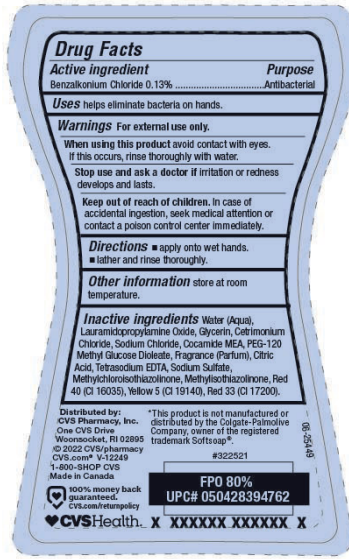 Drug Facts
Active ingredient Purpose
Benzalkonium Chloride 0.13% ....................................Antibacterial
Uses helps eliminate bacteria on hands.
Warnings For external use only.
When using this product avoid contact with eyes.
If this occurs, rinse thoroughly with water.
Stop use and ask a doctor if irritation or redness
develops and lasts.
Keep out of reach of children. In case of
accidental ingestion, seek medical attention or
contact a poison control center immediately.
Directions ■ apply onto wet hands.
■ lather and rinse thoroughly.
Other information store at room
temperature.
Inactive ingredients Water (Aqua),
Lauramidopropylamine Oxide, Glycerin, Cetrimonium
Chloride, Sodium Chloride, Cocamide MEA, PEG-120
Methyl Glucose Dioleate, Fragrance (Parfum), Citric
Acid, Tetrasodium EDTA, Sodium Sulfate,
Methylchloroisothiazolinone, Methylisothiazolinone, Red
40 (CI 16035), Yellow 5 (CI 19140), Red 33 (CI 17200).
Distributed by:
CVS Pharmacy, Inc.
One CVS Drive
Woonsocket, RI 02895
© 2022 CVS/pharmacy
CVS.com® V-12249
1-800-SHOP CVS
Made in Canada
100% money back
guaranteed.
CVS.com/returnpolicy
CVSHealth.
*This product is not manufactured or
distributed by the Colgate-Palmolive
Company, owner of the registered
trademark Softsoap®.
06-25449
#322521
FPO 80%
UPC# 050428394762
X XXXXXX XXXXXX X